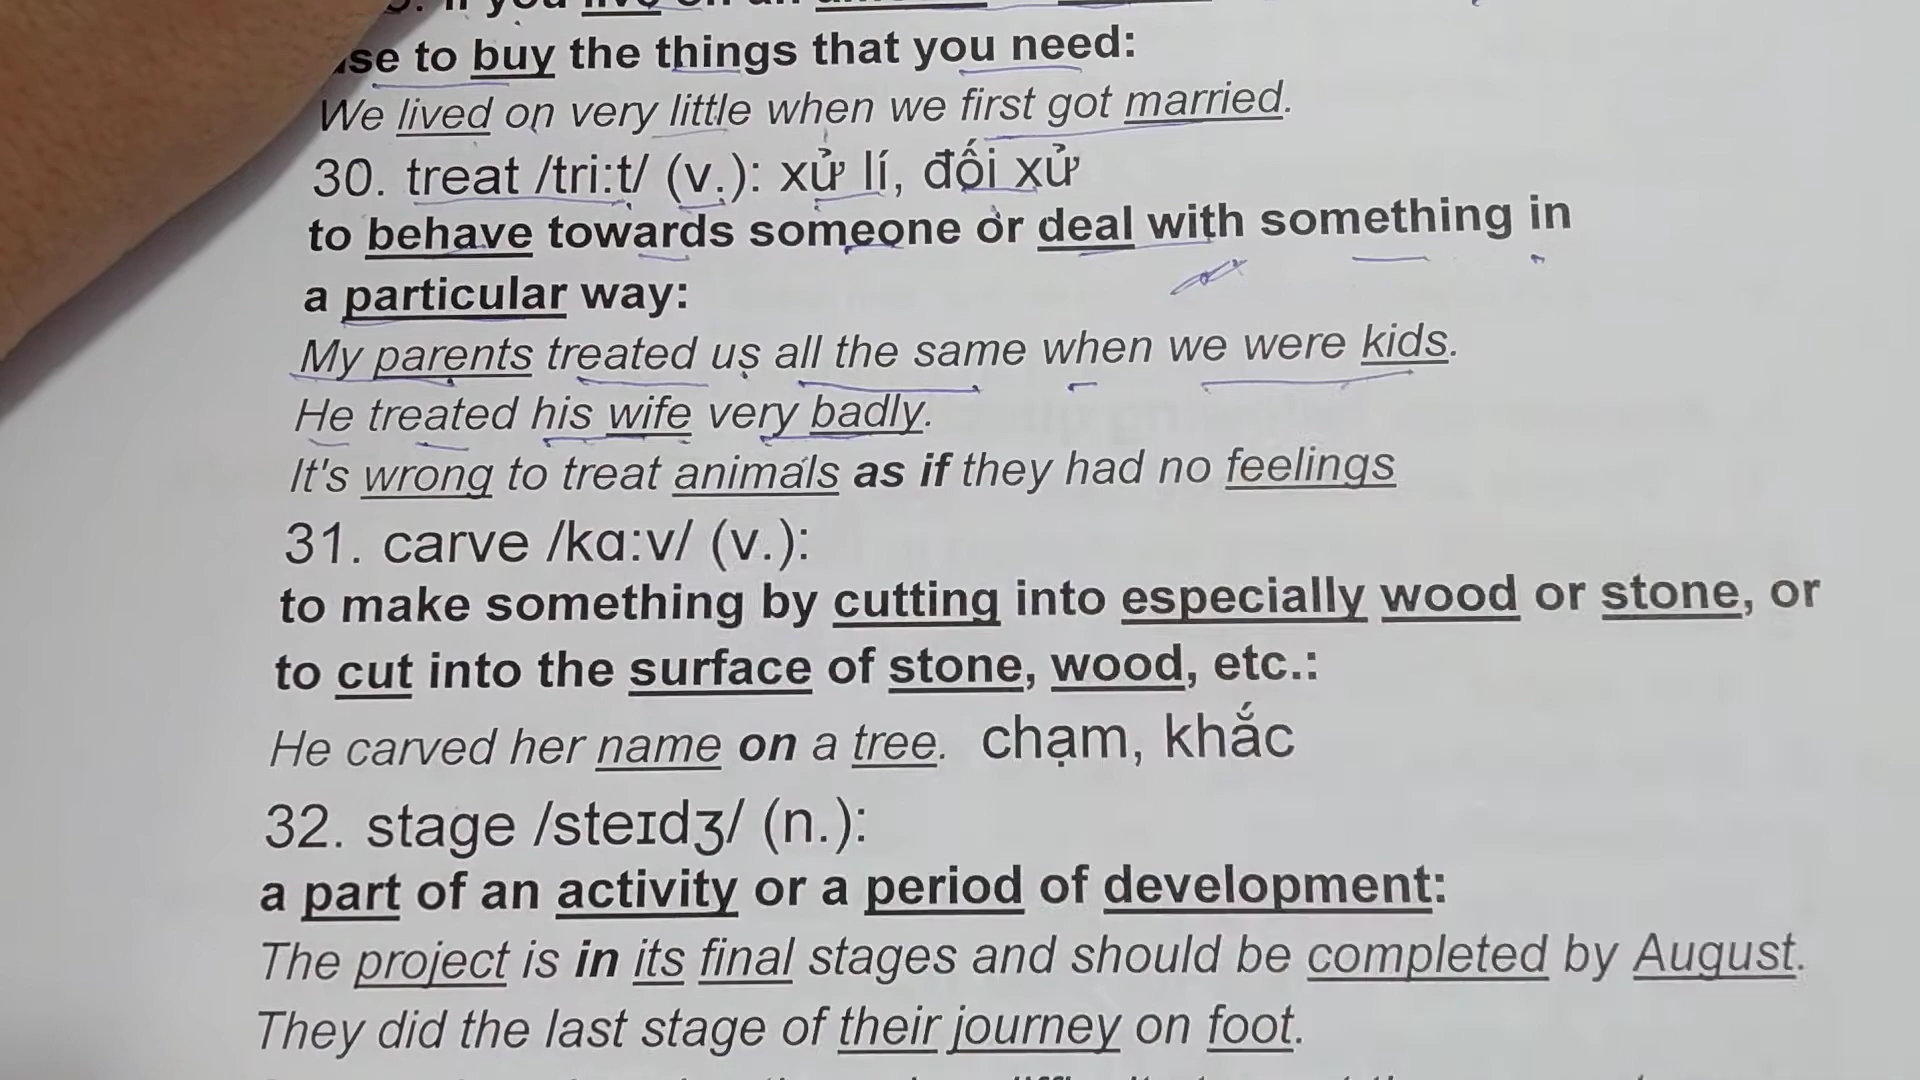 if you live on an
to buy the things that you need:
We lived on very little when we first got married.
30. treat /tri:t/ (v.): xử lí, đối xử
to behave towards someone or deal with something in
a particular way:
My parents treated us all the same when we were kids.
He treated his wife very badly.
It's wrong to treat animals as if they had no feelings
31. carve /kɑ:v/ (v.):
to make something by cutting into especially wood or stone, or
to cut into the surface of stone, wood, etc.:
He carved her name on a tree. chạm, khắc
32. stage /steɪdʒ/ (n.):
a part of an activity or a period of development:
The project is in its final stages and should be completed by August.
They did the last stage of their journey on foot.